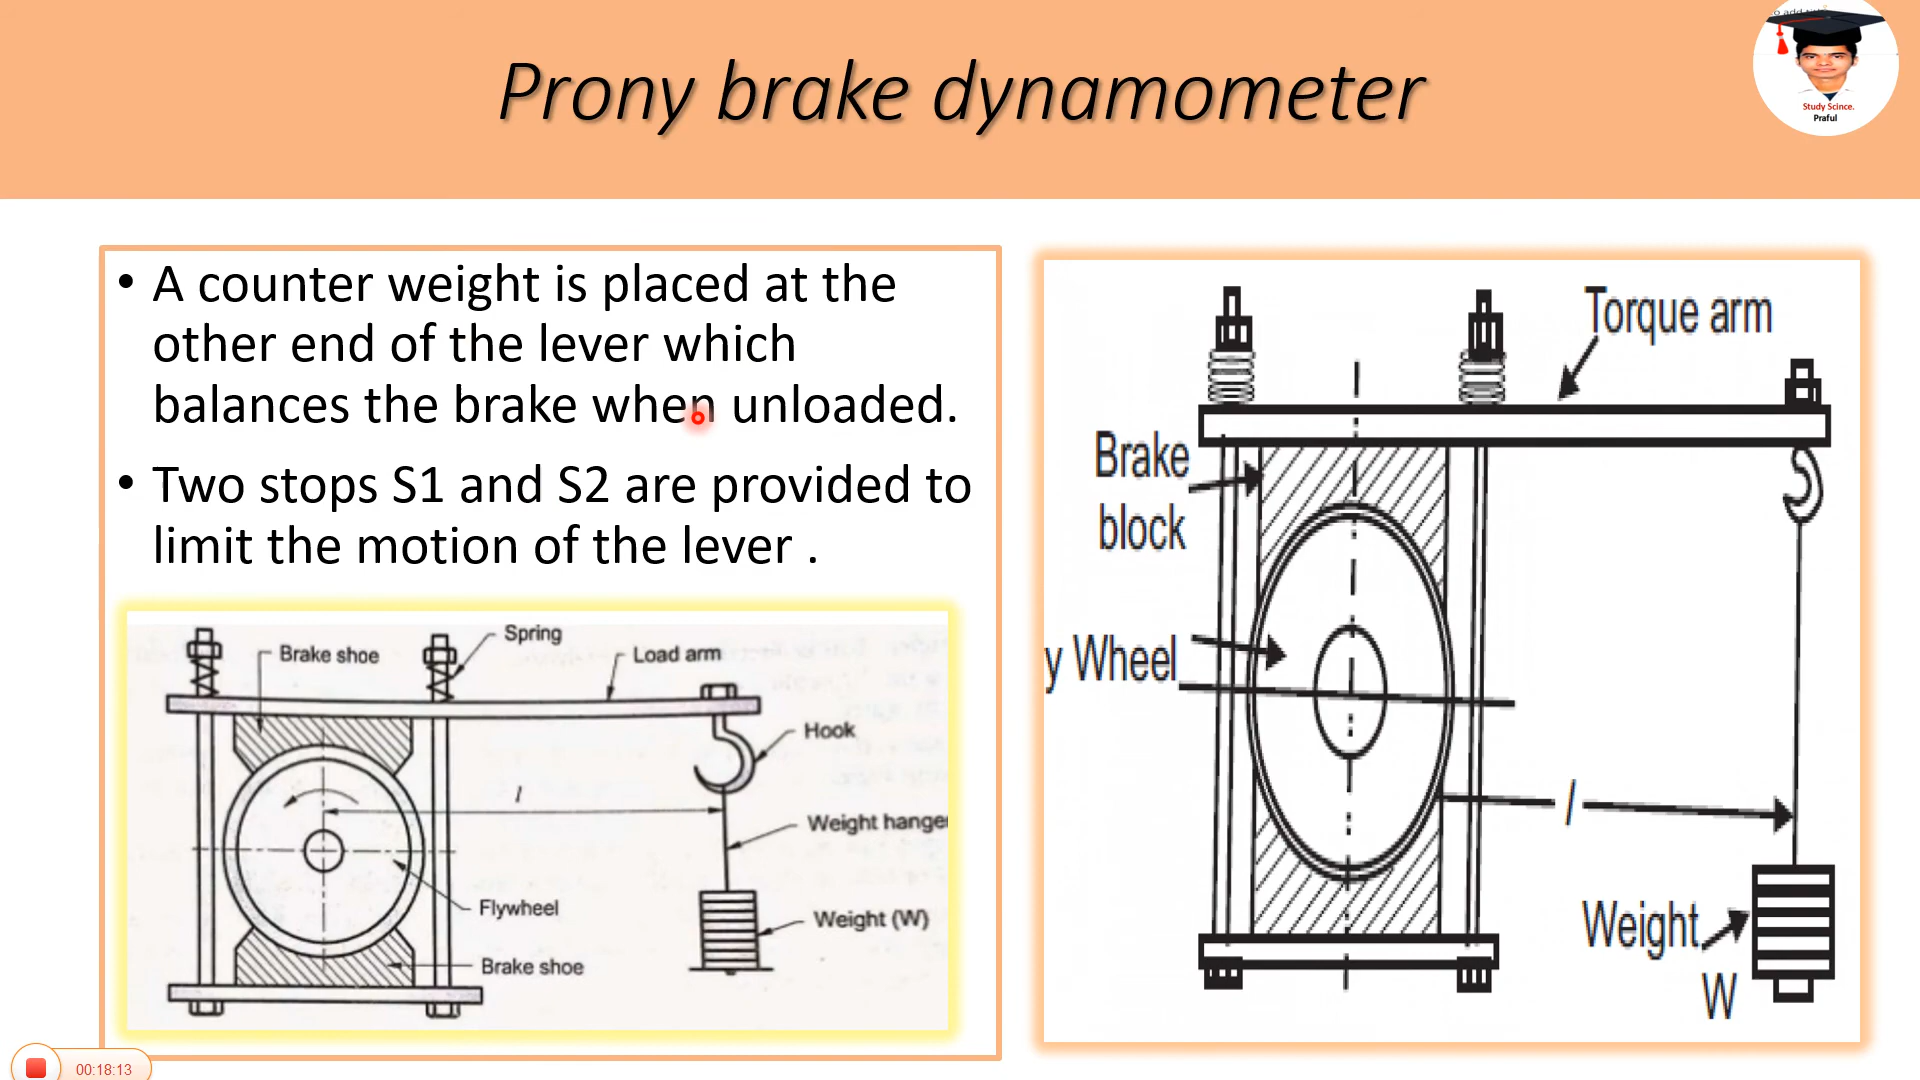 Prony brake dynamometer
Study Scince.
Praful
• A counter weight is placed at the
other end of the lever which
balances the brake when unloaded.
• Two stops S1 and S2 are provided to
limit the motion of the lever .
Spring
Brake shoe
Load arm
Hook
l
Weight hange
Flywheel
Weight (W)
Brake shoe
Torque arm
Brake
block
y Wheel
l
Weight
W
00:18:13